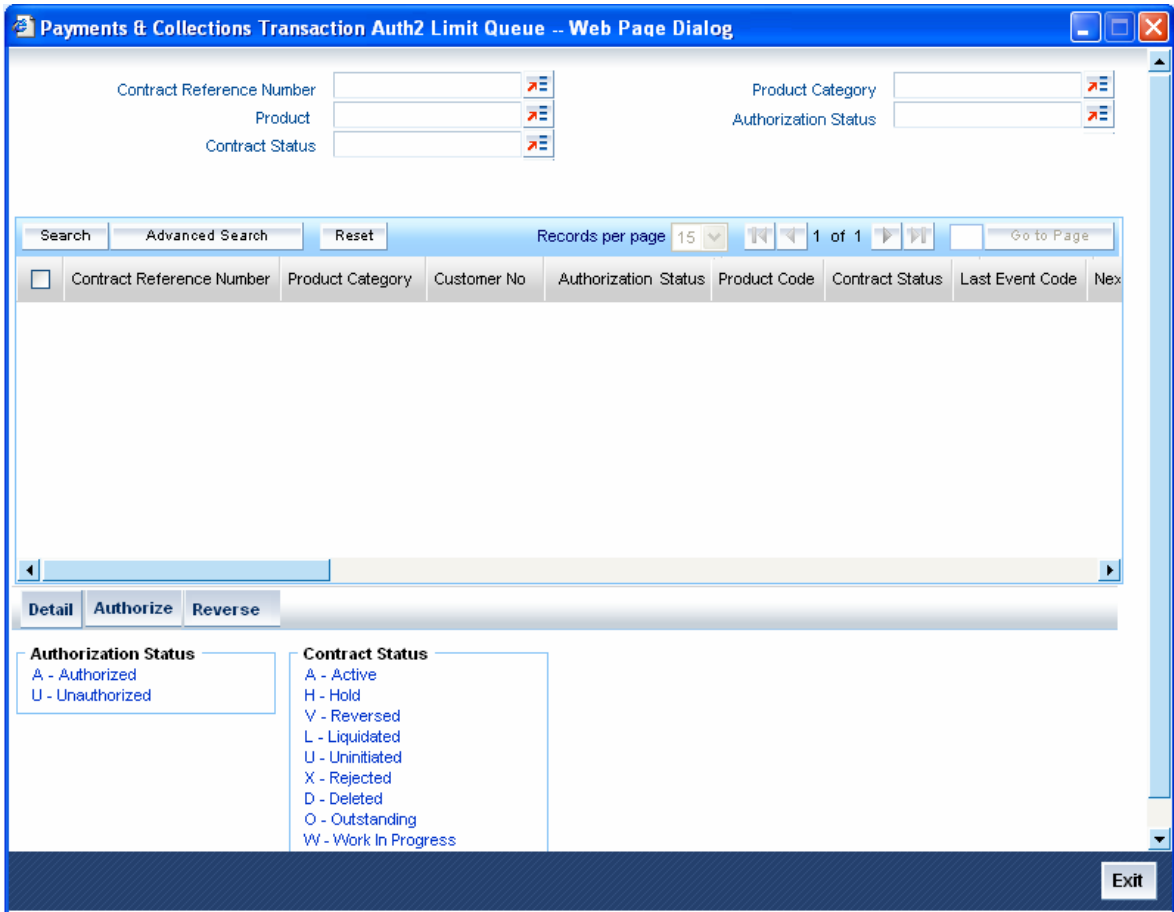 Payments & Collections Transaction Auth2 Limit Queue -- Web Page Dialog
Contract Reference Number
Product Category
Product
Authorization Status
Contract Status
Search Advanced Search Reset Records per page 15 1 of 1 Go to Page
Contract Reference Number Product Category Customer No Authorization Status Product Code Contract Status Last Event Code Nex
Detail Authorize Reverse
Authorization Status
A - Authorized
U - Unauthorized
Contract Status
A - Active
H - Hold
V - Reversed
L - Liquidated
U - Uninitiated
X - Rejected
D - Deleted
O - Outstanding
W - Work In Progress
Exit